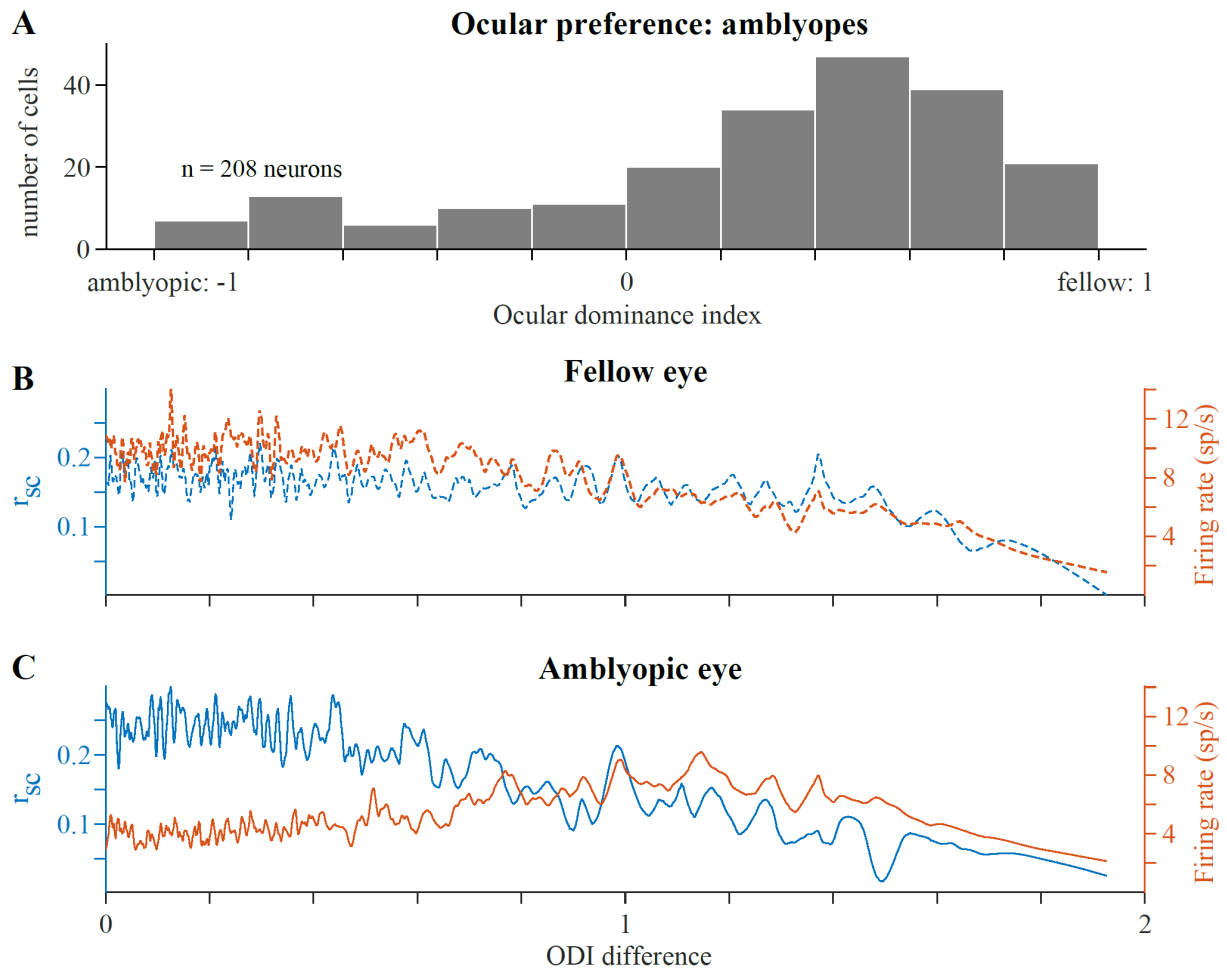 A
Ocular preference: amblyopes
number of cells
40
20
0
n = 208 neurons
amblyopic: -1
0
fellow: 1
Ocular dominance index
B
Fellow eye
rsc
0.2
0.1
12
8
4
Firing rate (sp/s)
C
Amblyopic eye
rsc
0.2
0.1
12
8
4
Firing rate (sp/s)
0
1
2
ODI difference